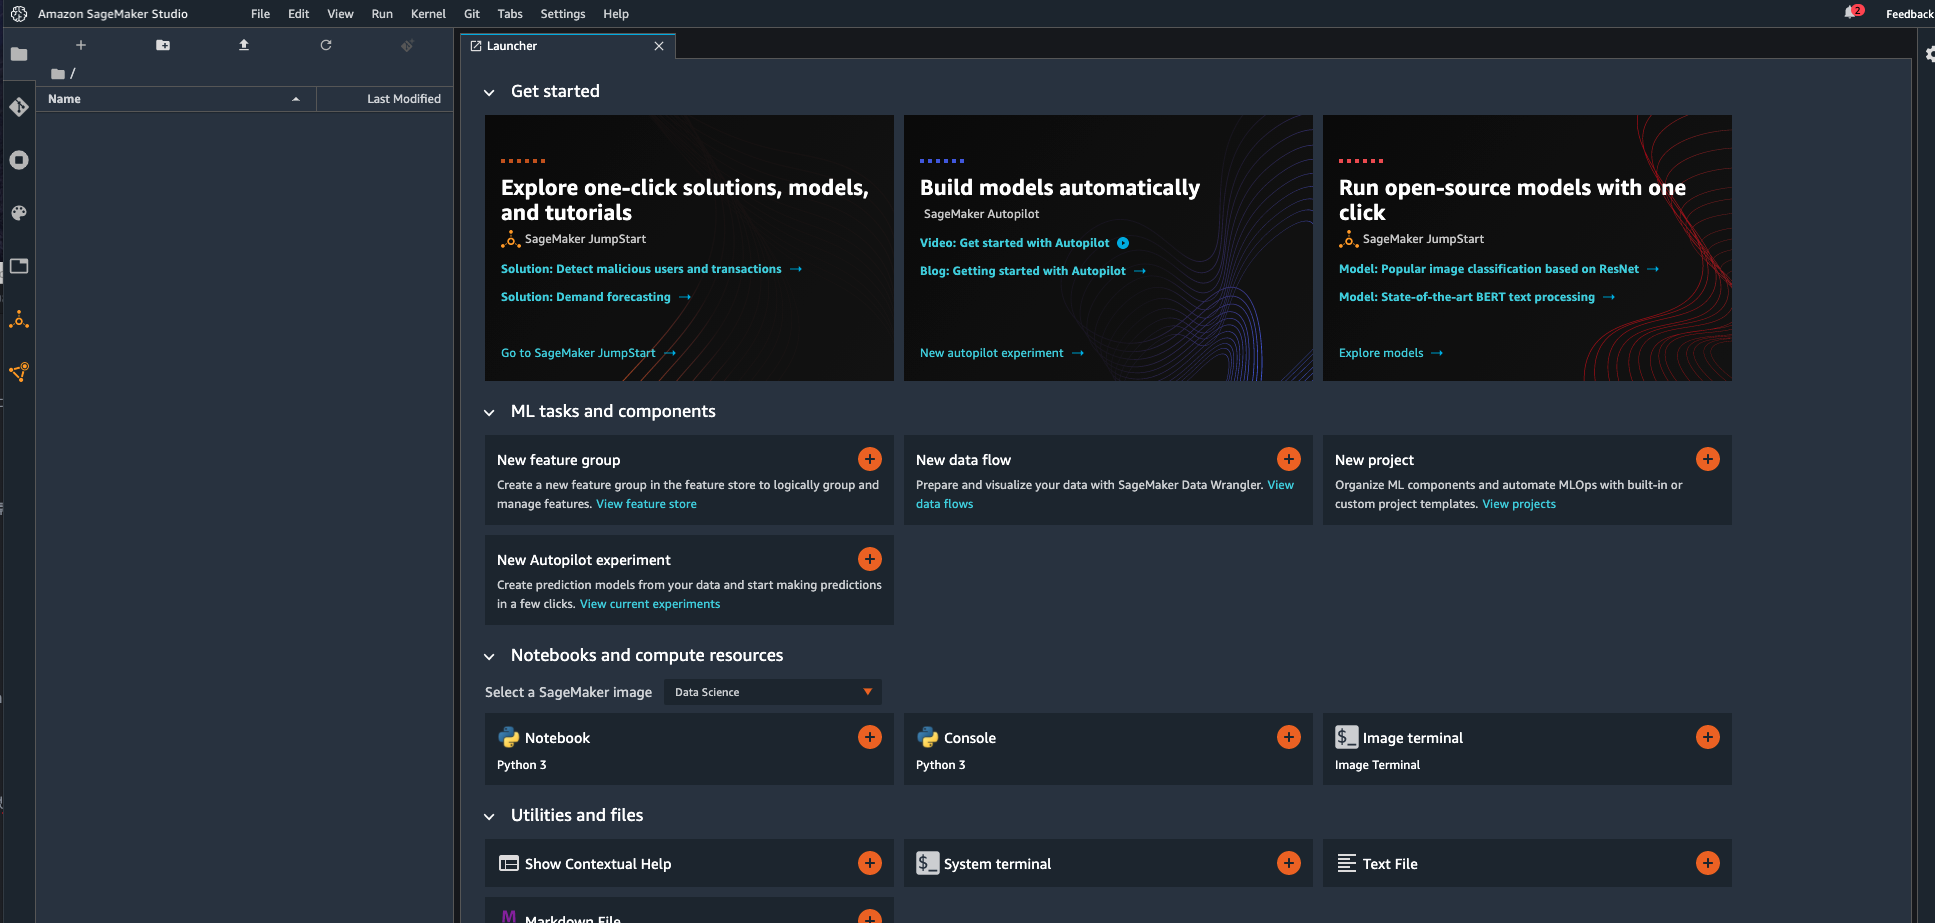 Amazon SageMaker Studio File Edit View Run Kernel Git Tabs Settings Help 2 Feedback
/
Name Last Modified
Launcher
Get started
Explore one-click solutions, models,
and tutorials
SageMaker JumpStart
Solution: Detect malicious users and transactions →
Solution: Demand forecasting →
Go to SageMaker JumpStart →
Build models automatically
SageMaker Autopilot
Video: Get started with Autopilot
Blog: Getting started with Autopilot →
New autopilot experiment →
Run open-source models with one
click
SageMaker JumpStart
Model: Popular image classification based on ResNet →
Model: State-of-the-art BERT text processing →
Explore models →
ML tasks and components
New feature group
Create a new feature group in the feature store to logically group and
manage features. View feature store
New data flow
Prepare and visualize your data with SageMaker Data Wrangler. View
data flows
New project
Organize ML components and automate MLOps with built-in or
custom project templates. View projects
New Autopilot experiment
Create prediction models from your data and start making predictions
in a few clicks. View current experiments
Notebooks and compute resources
Select a SageMaker image Data Science
Notebook
Python 3
Console
Python 3
$_ Image terminal
Image Terminal
Utilities and files
Show Contextual Help
$_ System terminal
Text File
M Markdown File